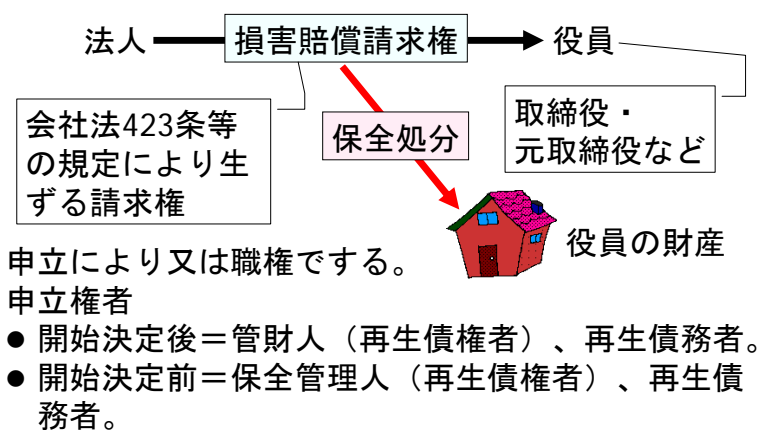 法人
損害賠償請求権
役員
会社法423条等
の規定により生
ずる請求権
保全処分
取締役・
元取締役など
役員の財産
申立により又は職権でする。
申立権者
● 開始決定後＝管財人（再生債権者）、再生債務者。
● 開始決定前＝保全管理人（再生債権者）、再生債
務者。